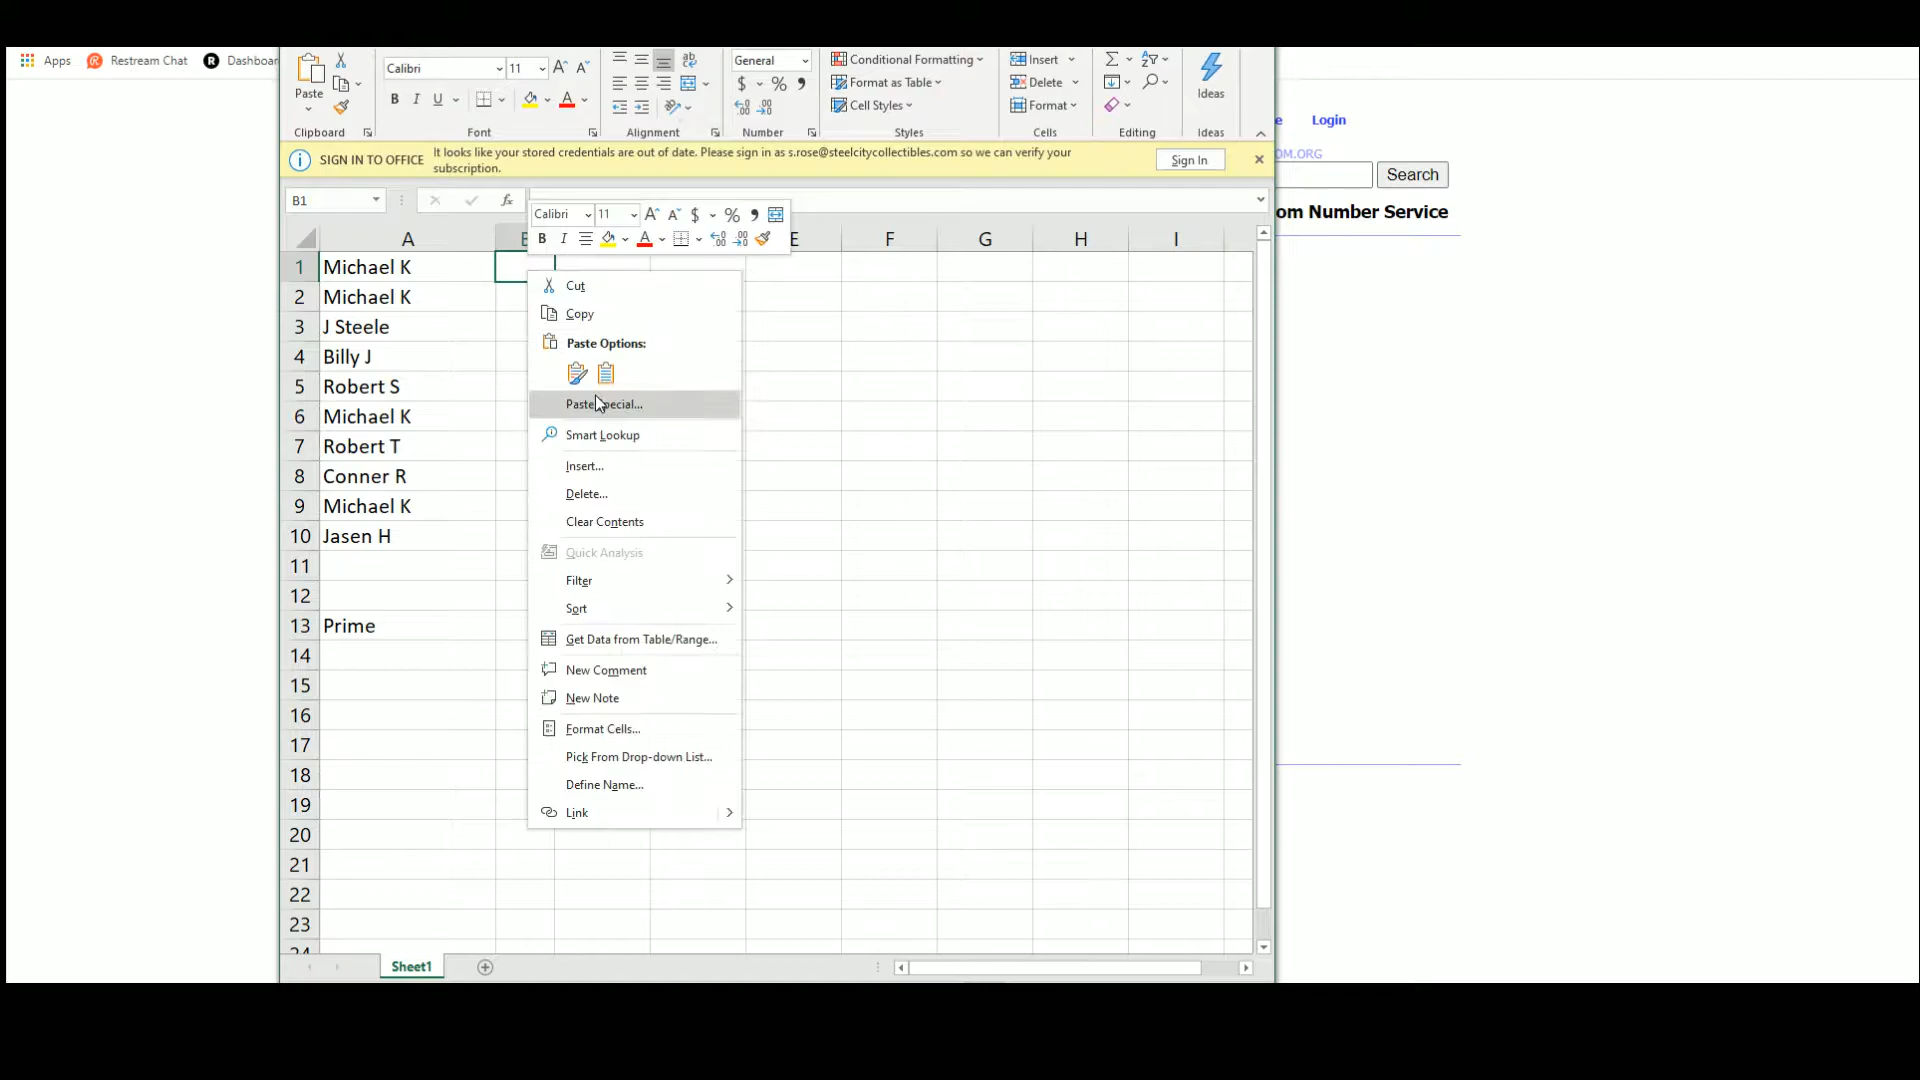 Apps Restream Chat Dashboar
Calibri 11 General Conditional Formatting Insert
Paste Format as Table Delete Ideas
B I U Cell Styles Format
Clipboard Font Alignment Number Styles Cells Editing Ideas
e Login
SIGN IN TO OFFICE It looks like your stored credentials are out of date. Please sign in as s.rose@steelcitycollectibles.com so we can verify your
subscription. Sign In
OM.ORG
Search
B1 fx
om Number Service
Calibri 11 A A $ % ,
B I A
A E F G H I
1 Michael K
2 Michael K
3 J Steele
4 Billy J
5 Robert S
6 Michael K
7 Robert T
8 Conner R
9 Michael K
10 Jasen H
11
12
13 Prime
14
15
16
17
18
19
20
21
22
23
24
Cut
Copy
Paste Options:
Paste Special...
Smart Lookup
Insert...
Delete...
Clear Contents
Quick Analysis
Filter
Sort
Get Data from Table/Range...
New Comment
New Note
Format Cells...
Pick From Drop-down List...
Define Name...
Link
Sheet1